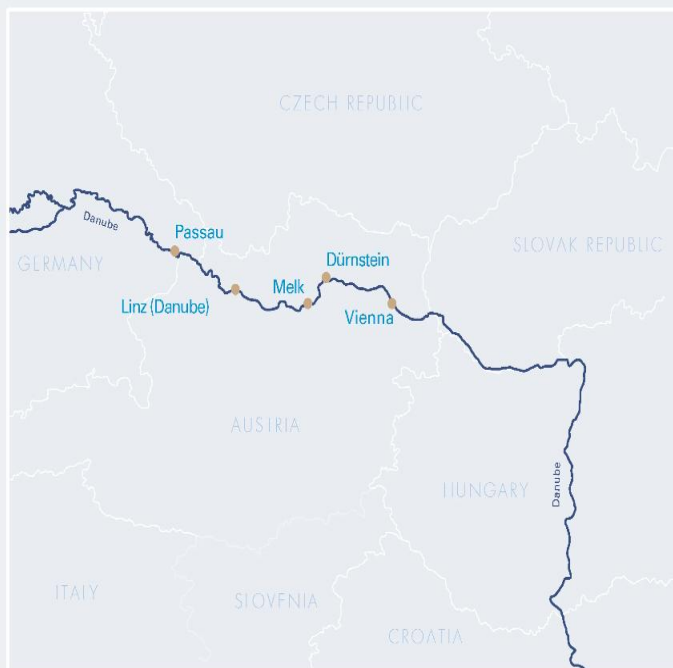 CZECH REPUBLIC
Danube
Passau
SLOVAK REPUBLIC
GERMANY
Dürnstein
Melk
Linz (Danube)
Vienna
AUSTRIA
HUNGARY
Danube
ITALY
SLOVENIA
CROATIA